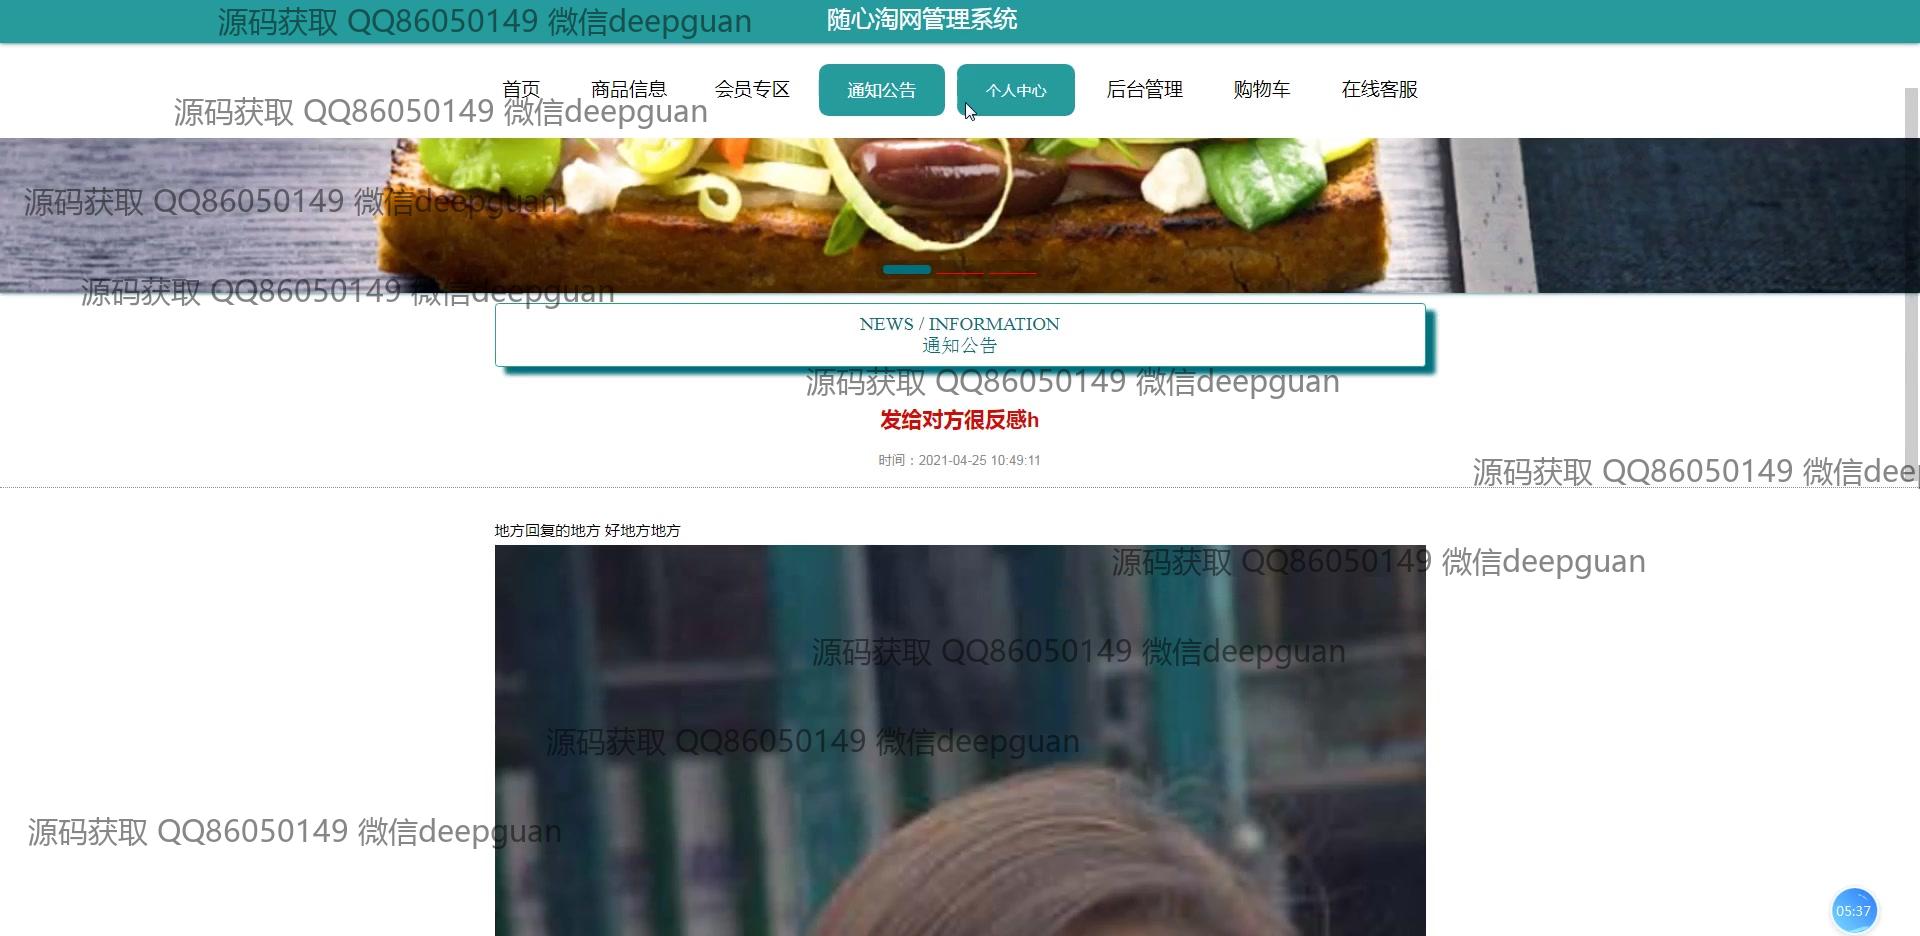 源码获取 QQ86050149 微信deepguan
随心淘网管理系统
首页 商品信息 会员专区 通知公告 个人中心 后台管理 购物车 在线客服
源码获取 QQ86050149 微信deepguan
源码获取 QQ86050149 微信deepguan
源码获取 QQ86050149 微信deepguan
NEWS / INFORMATION
通知公告
源码获取 QQ86050149 微信deepguan
发给对方很反感h
时间：2021-04-25 10:49:11
源码获取 QQ86050149 微信deep
地方回复的地方 好地方地方
源码获取 QQ86050149 微信deepguan
源码获取 QQ86050149 微信deepguan
源码获取 QQ86050149 微信deepguan
源码获取 QQ86050149 微信deepguan
05:37